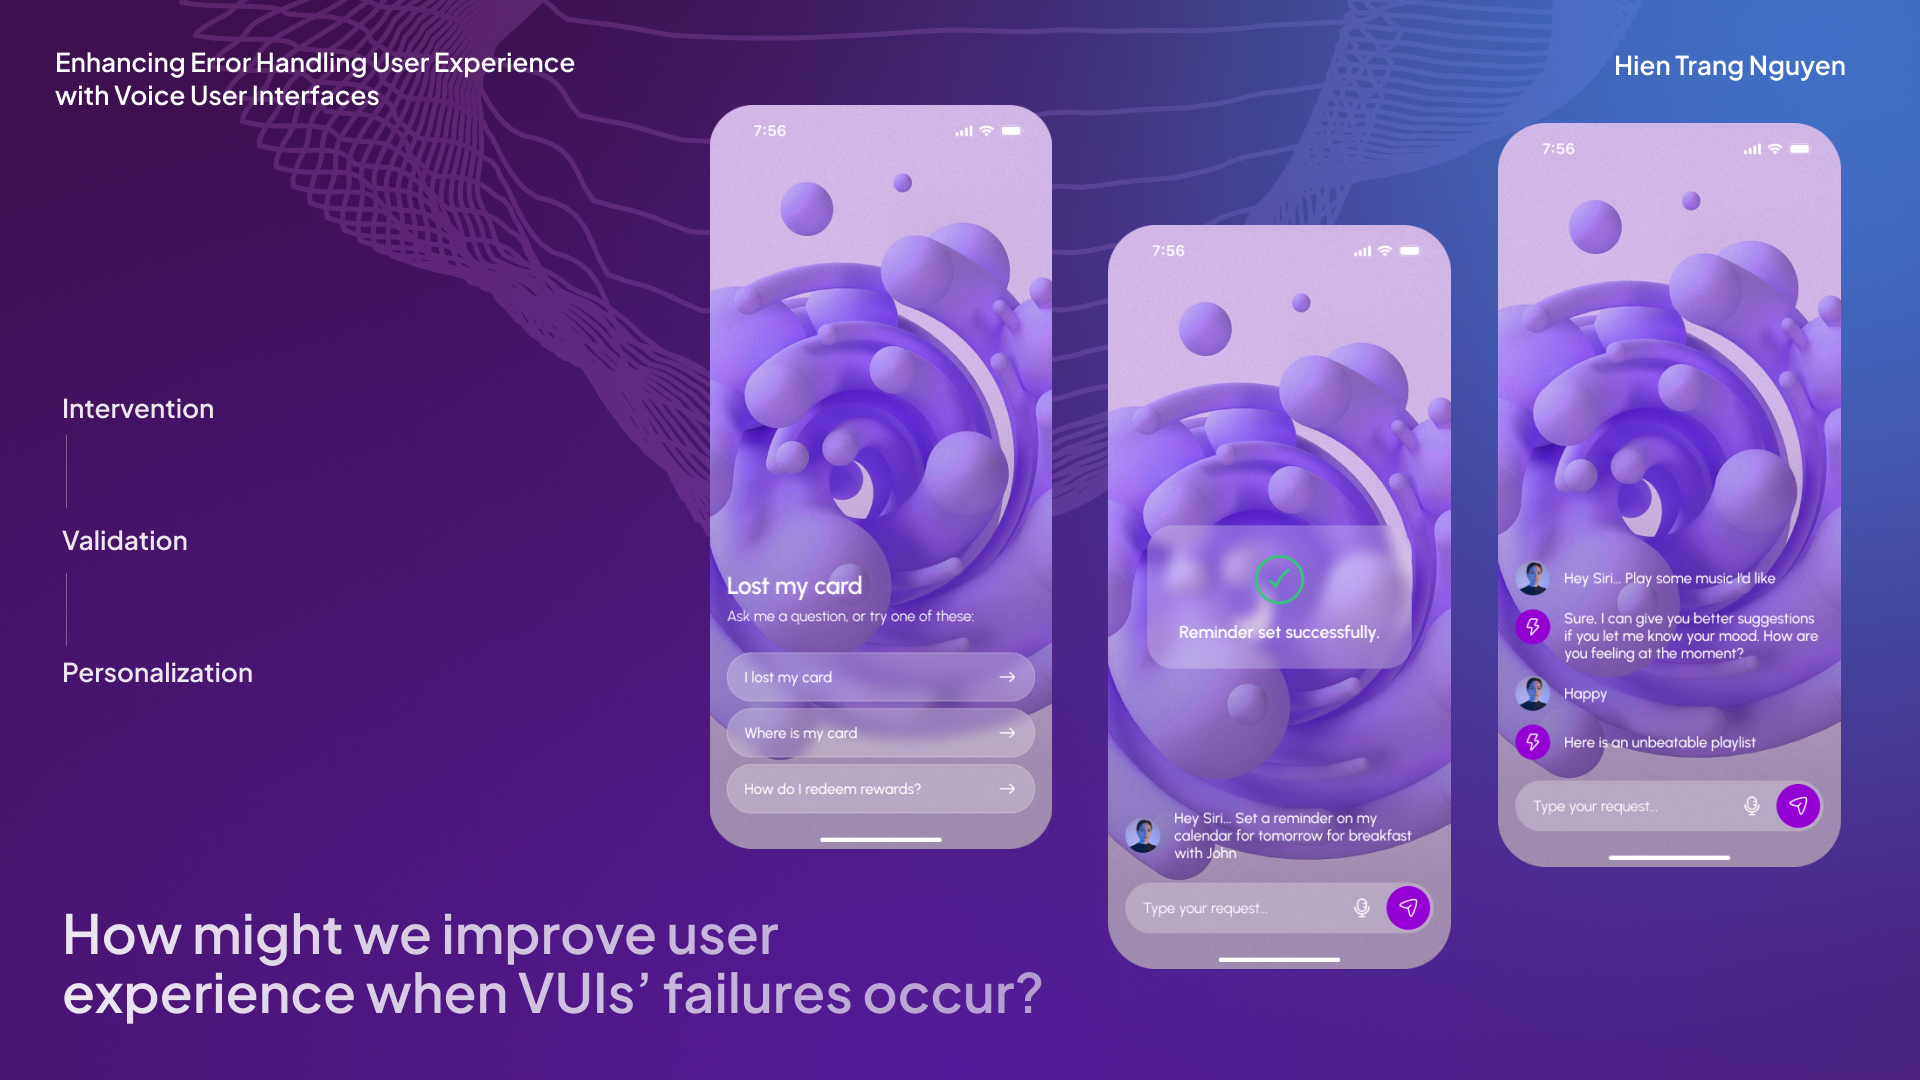 Enhancing Error Handling User Experience
with Voice User Interfaces
Hien Trang Nguyen
Intervention
Validation
Personalization
How might we improve user
experience when VUIs’ failures occur?
7:56
Lost my card
Ask me a question, or try one of these:
I lost my card
Where is my card
How do I redeem rewards?
7:56
Reminder set successfully.
Hey Siri... Set a reminder on my
calendar for tomorrow for breakfast
with John
Type your request...
7:56
Hey Siri... Play some music I'd like
Sure, I can give you better suggestions
if you let me know your mood. How are
you feeling at the moment?
Happy
Here is an unbeatable playlist
Type your request...